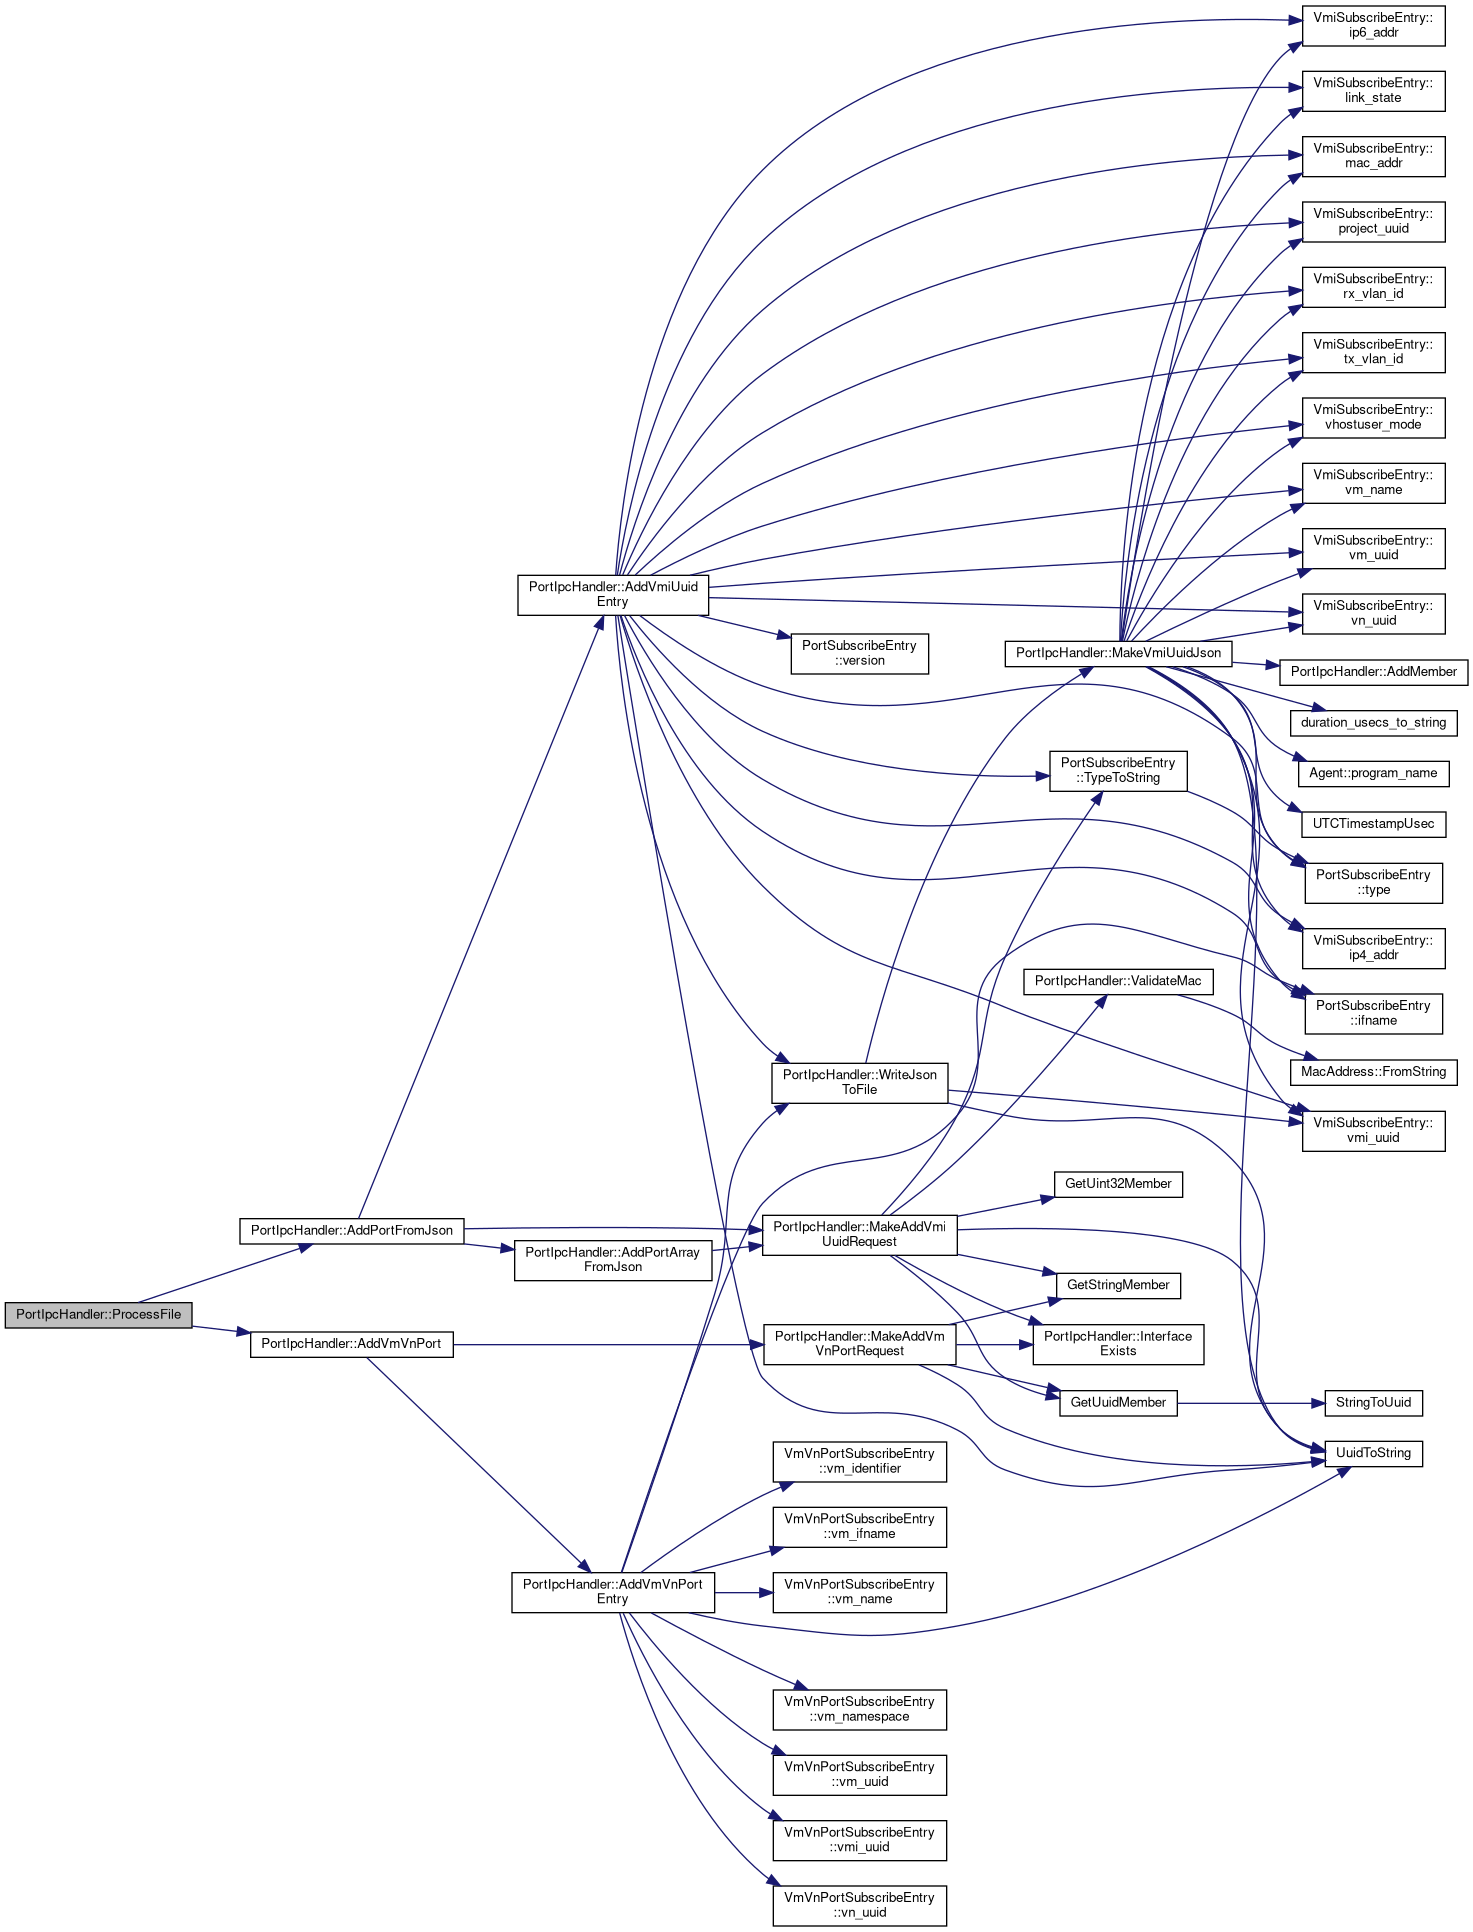 VmiSubscribeEntry::
ip6_addr
VmiSubscribeEntry::
link_state
VmiSubscribeEntry::
mac_addr
VmiSubscribeEntry::
project_uuid
VmiSubscribeEntry::
rx_vlan_id
VmiSubscribeEntry::
tx_vlan_id
VmiSubscribeEntry::
vhostuser_mode
VmiSubscribeEntry::
vm_name
VmiSubscribeEntry::
vm_uuid
PortIpcHandler::AddVmiUuid
Entry
VmiSubscribeEntry::
vn_uuid
PortSubscribeEntry
::version
PortIpcHandler::MakeVmiUuidJson
PortIpcHandler::AddMember
duration_usecs_to_string
PortSubscribeEntry
::TypeToString
Agent::program_name
UTCTimestampUsec
PortSubscribeEntry
::type
VmiSubscribeEntry::
ip4_addr
PortIpcHandler::ValidateMac
PortSubscribeEntry
::ifname
PortIpcHandler::WriteJson
ToFile
MacAddress::FromString
VmiSubscribeEntry::
vmi_uuid
GetUint32Member
PortIpcHandler::AddPortFromJson
PortIpcHandler::MakeAddVmi
UuidRequest
PortIpcHandler::AddPortArray
FromJson
GetStringMember
PortIpcHandler::ProcessFile
PortIpcHandler::AddVmVnPort
PortIpcHandler::MakeAddVm
VnPortRequest
PortIpcHandler::Interface
Exists
GetUuidMember
StringToUuid
UuidToString
VmVnPortSubscribeEntry
::vm_identifier
VmVnPortSubscribeEntry
::vm_ifname
PortIpcHandler::AddVmVnPort
Entry
VmVnPortSubscribeEntry
::vm_name
VmVnPortSubscribeEntry
::vm_namespace
VmVnPortSubscribeEntry
::vm_uuid
VmVnPortSubscribeEntry
::vmi_uuid
VmVnPortSubscribeEntry
::vn_uuid